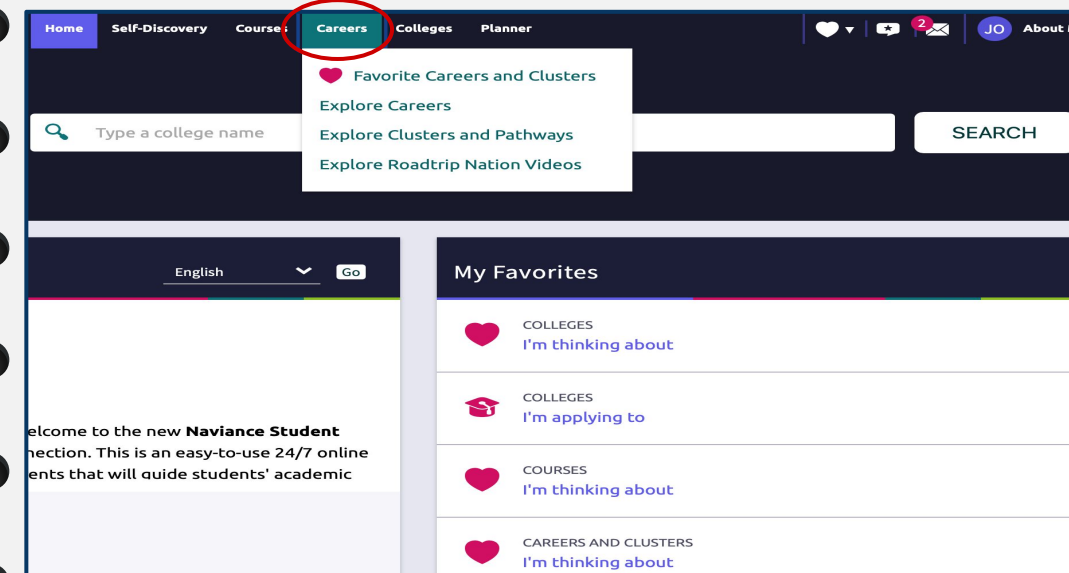 Home Self-Discovery Courses Careers Colleges Planner 2 JO About
Favorite Careers and Clusters
Explore Careers
Type a college name
Explore Clusters and Pathways
SEARCH
Explore Roadtrip Nation Videos
English Go
My Favorites
COLLEGES
I'm thinking about
COLLEGES
I'm applying to
elcome to the new Naviance Student
nection. This is an easy-to-use 24/7 online
ents that will guide students' academic
COURSES
I'm thinking about
CAREERS AND CLUSTERS
I'm thinking about